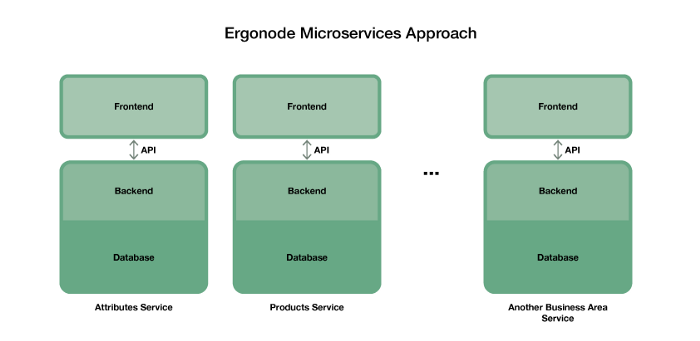 Ergonode Microservices Approach
Frontend
Frontend
Frontend
API
API
API
...
Backend
Backend
Backend
Database
Database
Database
Attributes Service
Products Service
Another Business Area
Service